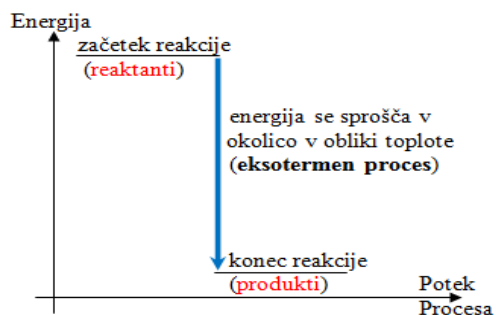 Energija
začetek reakcije
(reaktanti)
energija se sprošča v
okolico v obliki toplote
(eksotermen proces)
konec reakcije
(produkti)
Potek
Procesa